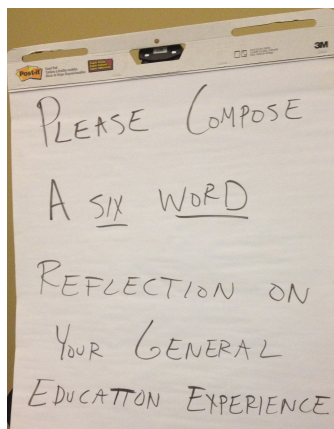 Post-it
3M
PLEASE COMPOSE
A SIX WORD
REFLECTION ON
YOUR GENERAL
EDUCATION EXPERIENCE